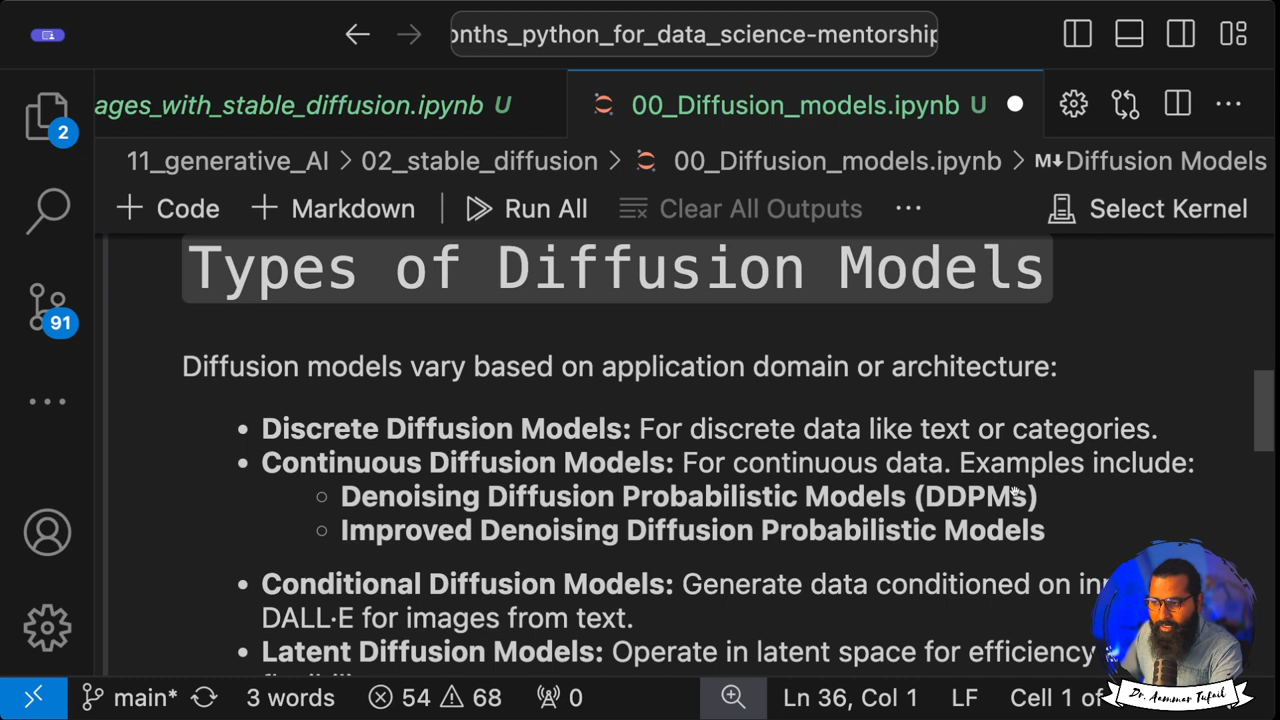 onths_python_for_data_science-mentorship
ages_with_stable_diffusion.ipynb U
00_Diffusion_models.ipynb U
11_generative_AI > 02_stable_diffusion > 00_Diffusion_models.ipynb > M↓Diffusion Models
+ Code + Markdown Run All Clear All Outputs ... Select Kernel
2
91
Types of Diffusion Models
Diffusion models vary based on application domain or architecture:
• Discrete Diffusion Models: For discrete data like text or categories.
• Continuous Diffusion Models: For continuous data. Examples include:
○ Denoising Diffusion Probabilistic Models (DDPMs)
○ Improved Denoising Diffusion Probabilistic Models
• Conditional Diffusion Models: Generate data conditioned on
DALL·E for images from text.
• Latent Diffusion Models: Operate in latent space for efficiency
Dr. Aammar Tufail
main* 3 words 54 68 0 Ln 36, Col 1 LF Cell 1 of